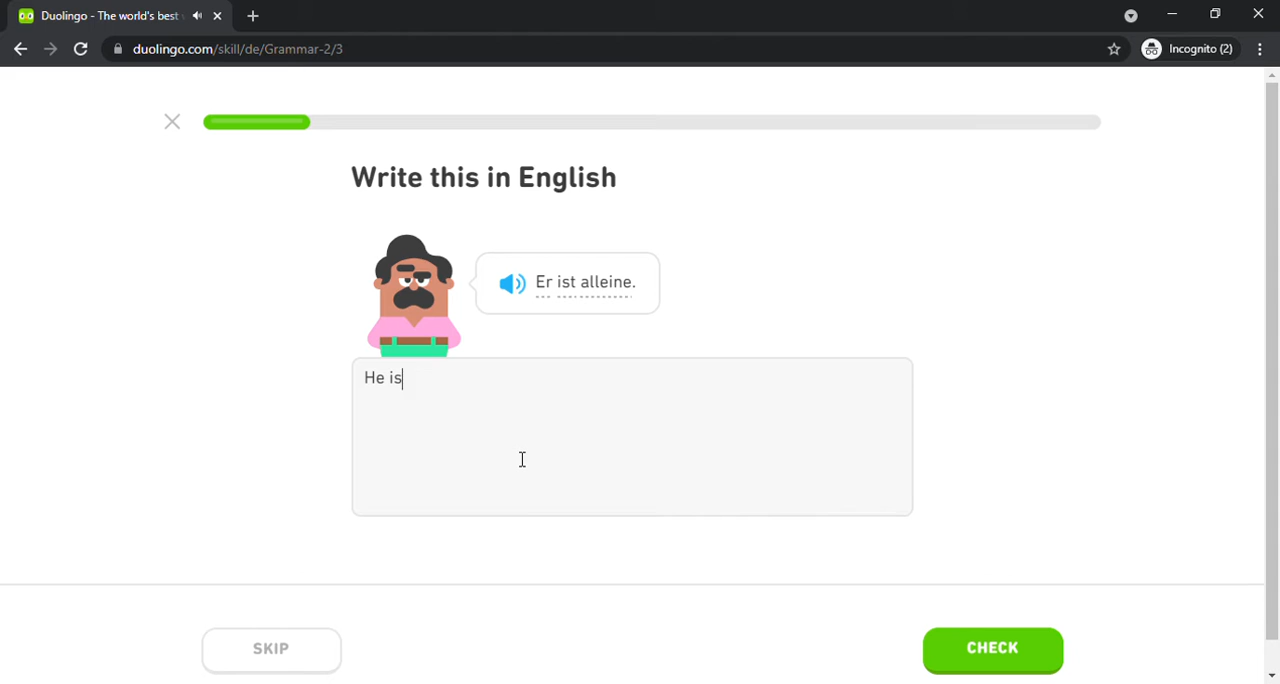 Duolingo - The world's best
duolingo.com/skill/de/Grammar-2/3
Incognito (2)
Write this in English
Er ist alleine.
He is
SKIP
CHECK